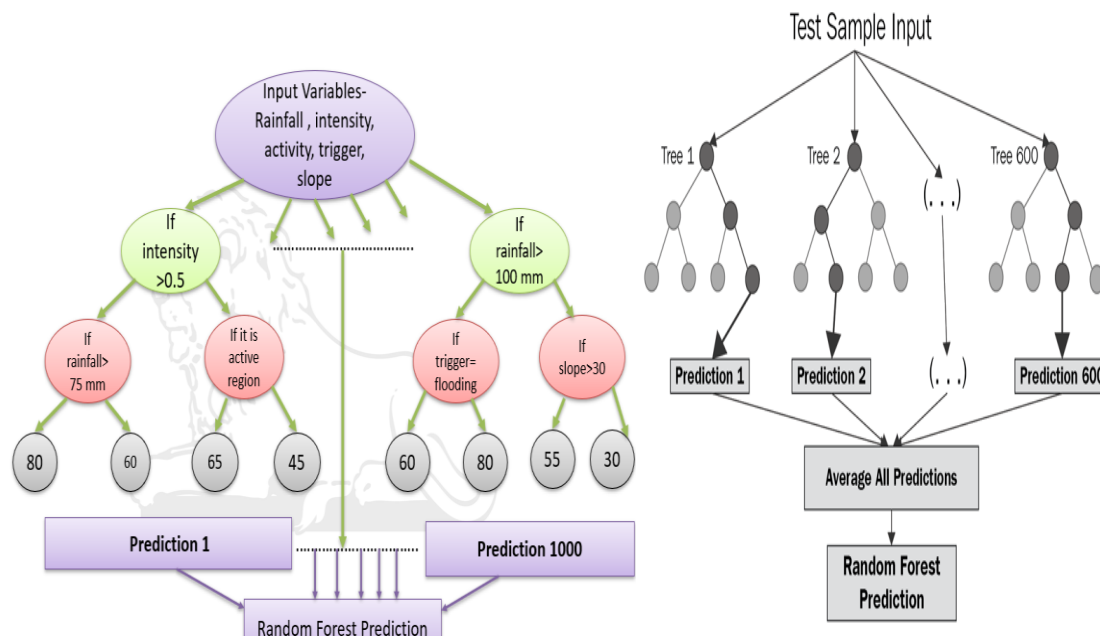 Input Variables-
Rainfall , intensity,
activity, trigger,
slope
If
intensity
>0.5
If
rainfall>
100 mm
If
rainfall>
75 mm
If it is
active
region
If
trigger=
flooding
If
slope>30
80
60
65
45
60
80
55
30
Prediction 1
Prediction 1000
Random Forest Prediction
Test Sample Input
Tree 1
Tree 2
(. . .)
Tree 600
Prediction 1
Prediction 2
(. . .)
Prediction 600
Average All Predictions
Random Forest
Prediction